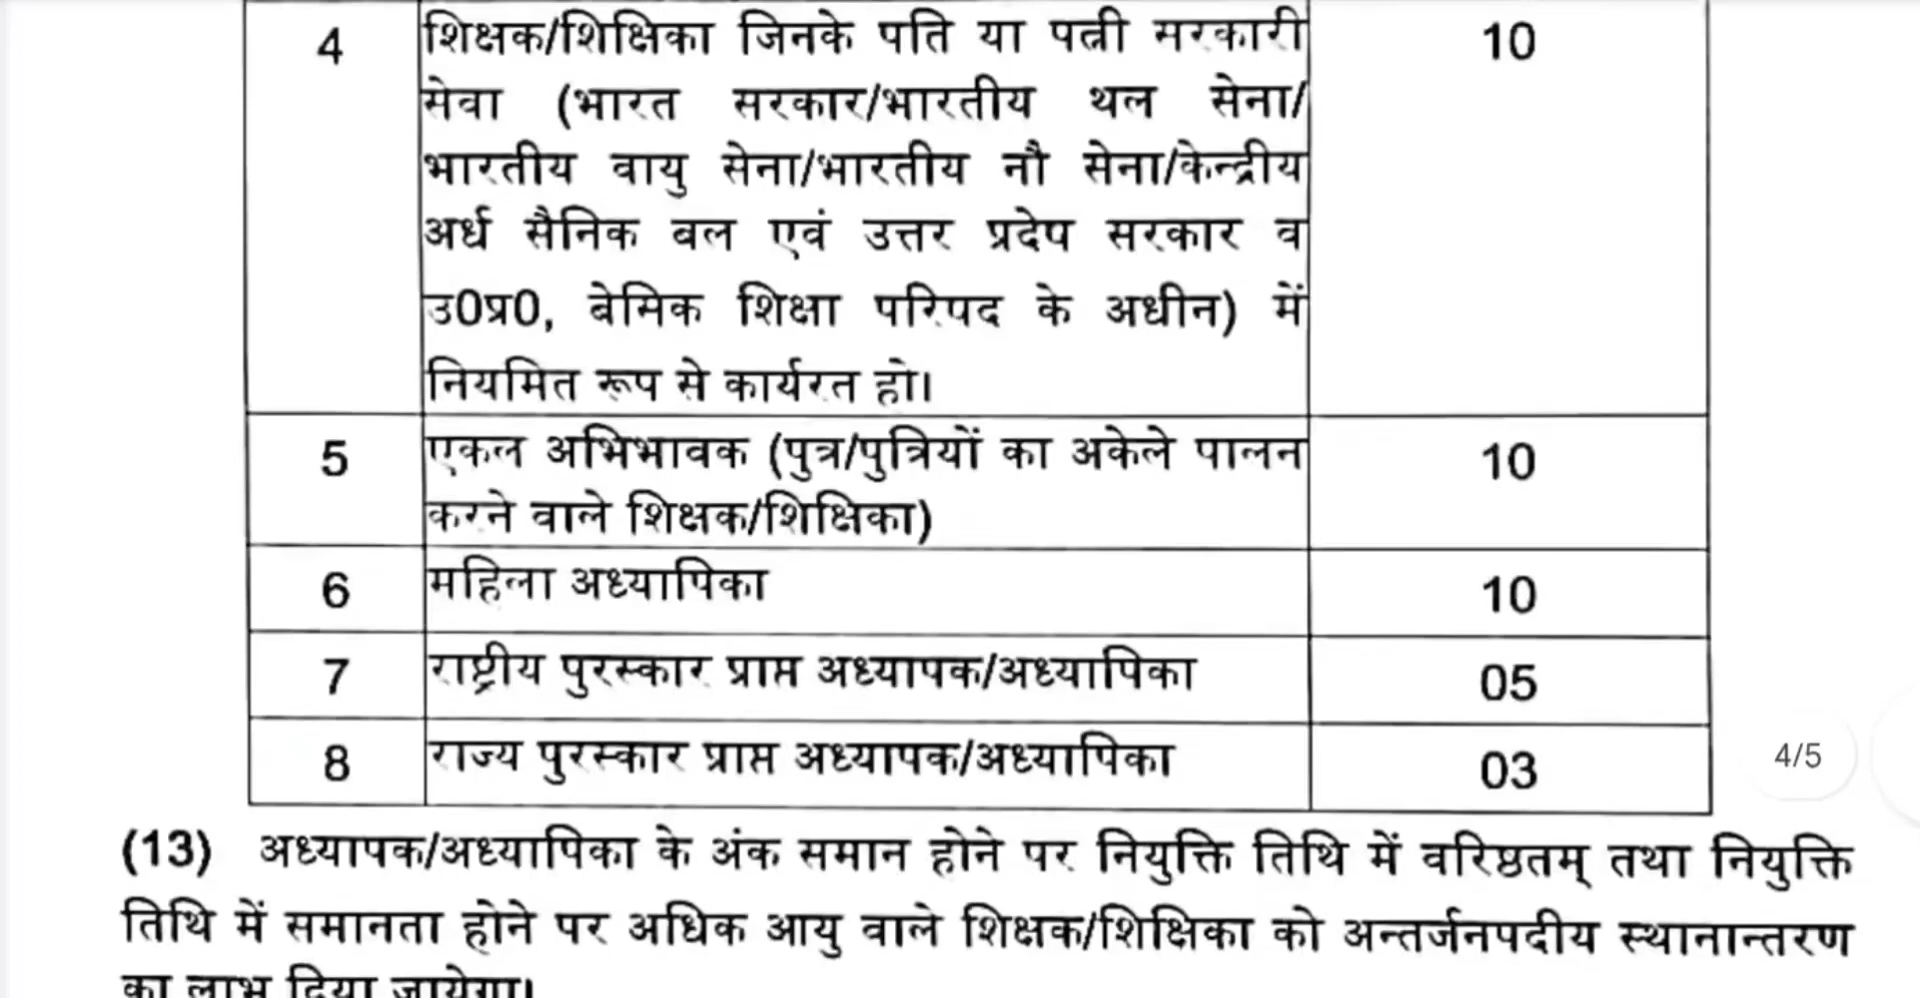 4 शिक्षक/शिक्षिका जिनके पति या पत्नी सरकारी 10
सेवा (भारत सरकार/भारतीय थल सेना/
भारतीय वायु सेना/भारतीय नौ सेना/केन्द्रीय
अर्ध सैनिक बल एवं उत्तर प्रदेष सरकार व
उ0प्र0, बेसिक शिक्षा परिषद के अधीन) में
नियमित रूप से कार्यरत हो।
5 एकल अभिभावक (पुत्र/पुत्रियों का अकेले पालन 10
करने वाले शिक्षक/शिक्षिका)
6 महिला अध्यापिका 10
7 राष्ट्रीय पुरस्कार प्राप्त अध्यापक/अध्यापिका 05
8 राज्य पुरस्कार प्राप्त अध्यापक/अध्यापिका 03
4/5
(13) अध्यापक/अध्यापिका के अंक समान होने पर नियुक्ति तिथि में वरिष्ठतम् तथा नियुक्ति
तिथि में समानता होने पर अधिक आयु वाले शिक्षक/शिक्षिका को अन्तर्जनपदीय स्थानान्तरण
का लाभ दिया जायेगा।